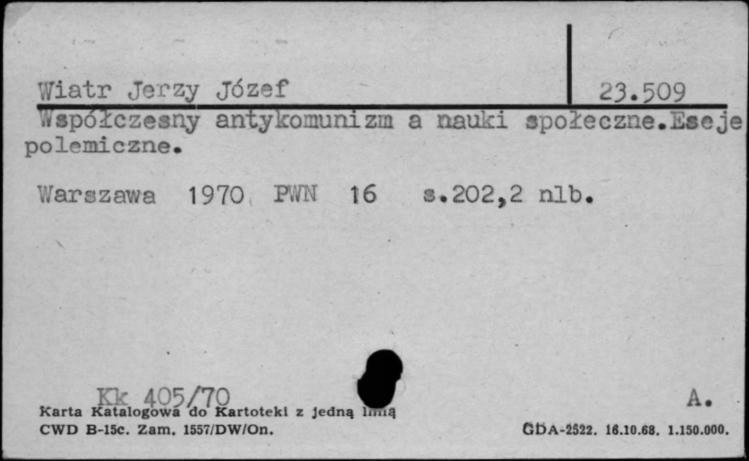 Wiatr Jerzy Józef 23.509
Współczesny antykomunizm a nauki społeczne.Eseje
polemiczne.
Warszawa 1970 PWN 16 s.202,2 nlb.
Kk 405/70 A.
Karta Katalogowa do Kartoteki z jedną linią
CWD B-15c. Zam. 1557/DW/On. GDA-2522. 16.10.68. 1.150.000.